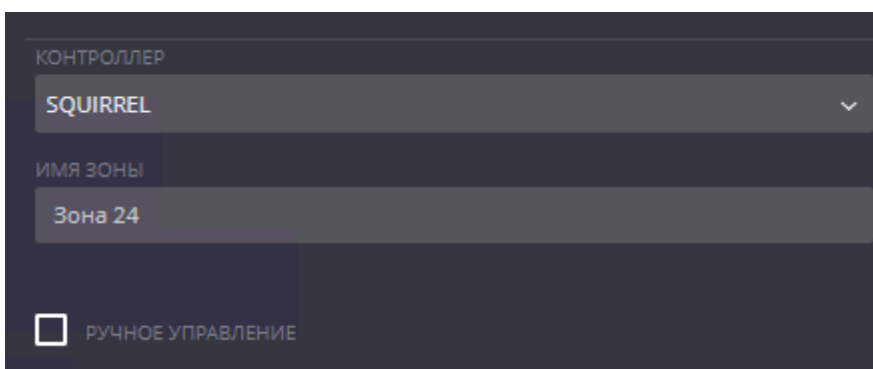 КОНТРОЛЛЕР
SQUIRREL
ИМЯ ЗОНЫ
Зона 24
РУЧНОЕ УПРАВЛЕНИЕ